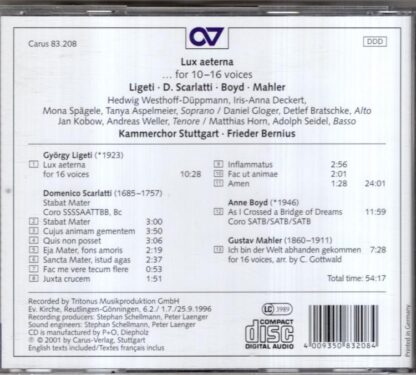 Carus 83.208
DDD
Lux aeterna
... for 10–16 voices
Ligeti · D. Scarlatti · Boyd · Mahler
Hedwig Westhoff-Düppmann, Iris-Anna Deckert,
Mona Spägele, Tanya Aspelmeier, Soprano / Daniel Gloger, Detlef Bratschke, Alto
Jan Kobow, Andreas Weller, Tenore / Matthias Horn, Adolph Seidel, Basso
Kammerchor Stuttgart · Frieder Bernius
György Ligeti (*1923)
1 Lux aeterna
for 16 voices 10:28
Domenico Scarlatti (1685–1757)
Stabat Mater
Coro SSSSAATTBB, Bc
2 Stabat Mater 3:00
3 Cujus animam gementem 3:50
4 Quis non posset 3:06
5 Eja Mater, fons amoris 2:19
6 Sancta Mater, istud agas 2:37
7 Fac me vere tecum flere 0:53
8 Juxta crucem 1:51
9 Inflammatus 2:56
10 Fac ut animae 2:01
11 Amen 1:28 24:01
Anne Boyd (*1946)
12 As I Crossed a Bridge of Dreams 11:59
Coro SATB/SATB/SATB
Gustav Mahler (1860–1911)
13 Ich bin der Welt abhanden gekommen 7:28
for 16 voices, arr. by C. Gottwald
Total time: 54:17
Recorded by Tritonus Musikproduktion GmbH
Ev. Kirche, Reutlingen-Gönningen, 6.2. / 1.7./25.9.1996
Recording producers: Stephan Schellmann, Peter Laenger
Sound engineers: Stephan Schellmann, Peter Laenger
CD is manufactured by P+O, Diepholz
℗ © 2001 by Carus-Verlag, Stuttgart
English texts included/Textes français inclus
LC 3989
COMPACT
disc
DIGITAL AUDIO
4 009350 832084
Printed in Germany